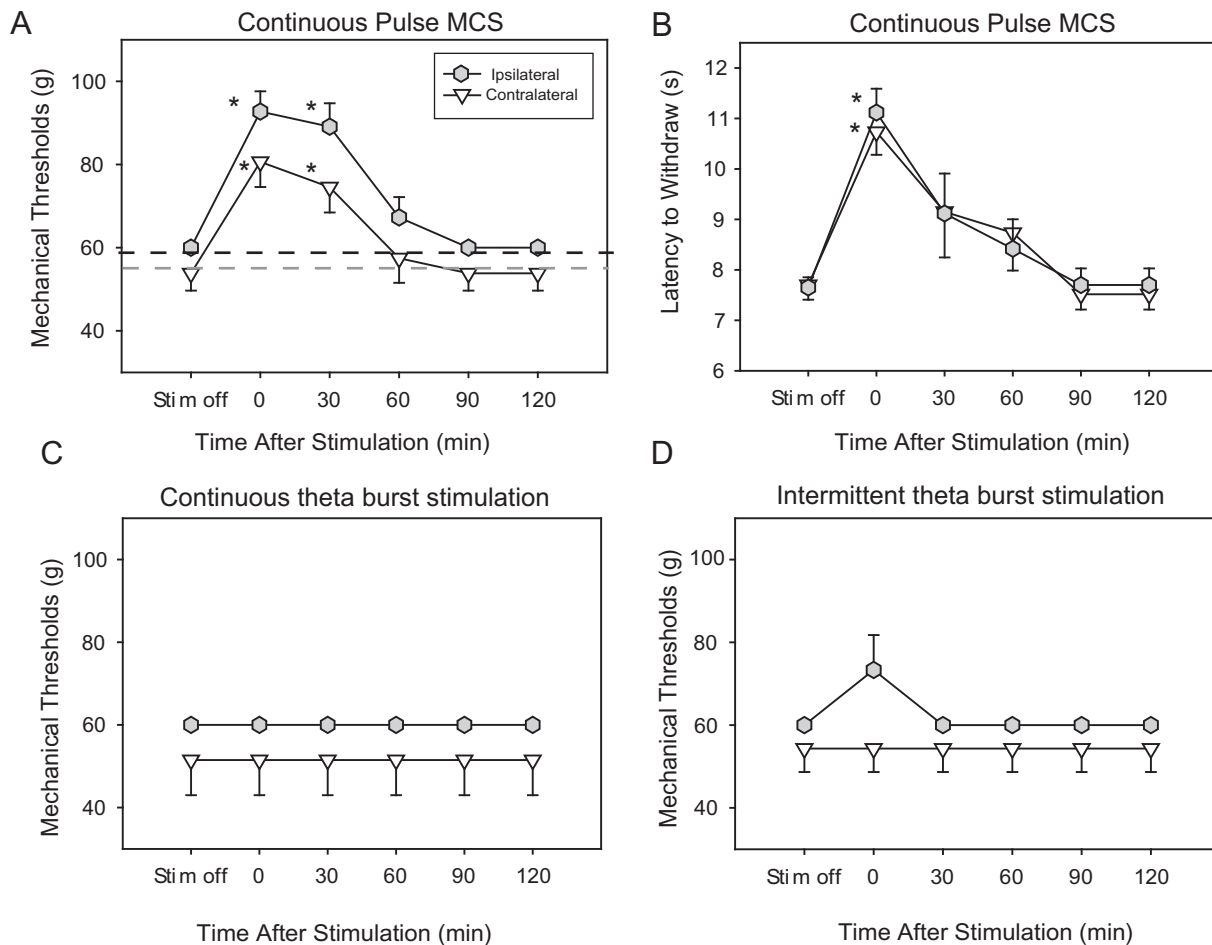 A
Continuous Pulse MCS
Mechanical Thresholds (g)
100
80
60
40
Ipsilateral
Contralateral
*
*
*
*
Stim off 0 30 60 90 120
Time After Stimulation (min)
B
Continuous Pulse MCS
Latency to Withdraw (s)
12
11
10
9
8
7
6
*
*
Stim off 0 30 60 90 120
Time After Stimulation (min)
C
Continuous theta burst stimulation
Mechanical Thresholds (g)
100
80
60
40
Stim off 0 30 60 90 120
Time After Stimulation (min)
D
Intermittent theta burst stimulation
Mechanical Thresholds (g)
100
80
60
40
Stim off 0 30 60 90 120
Time After Stimulation (min)